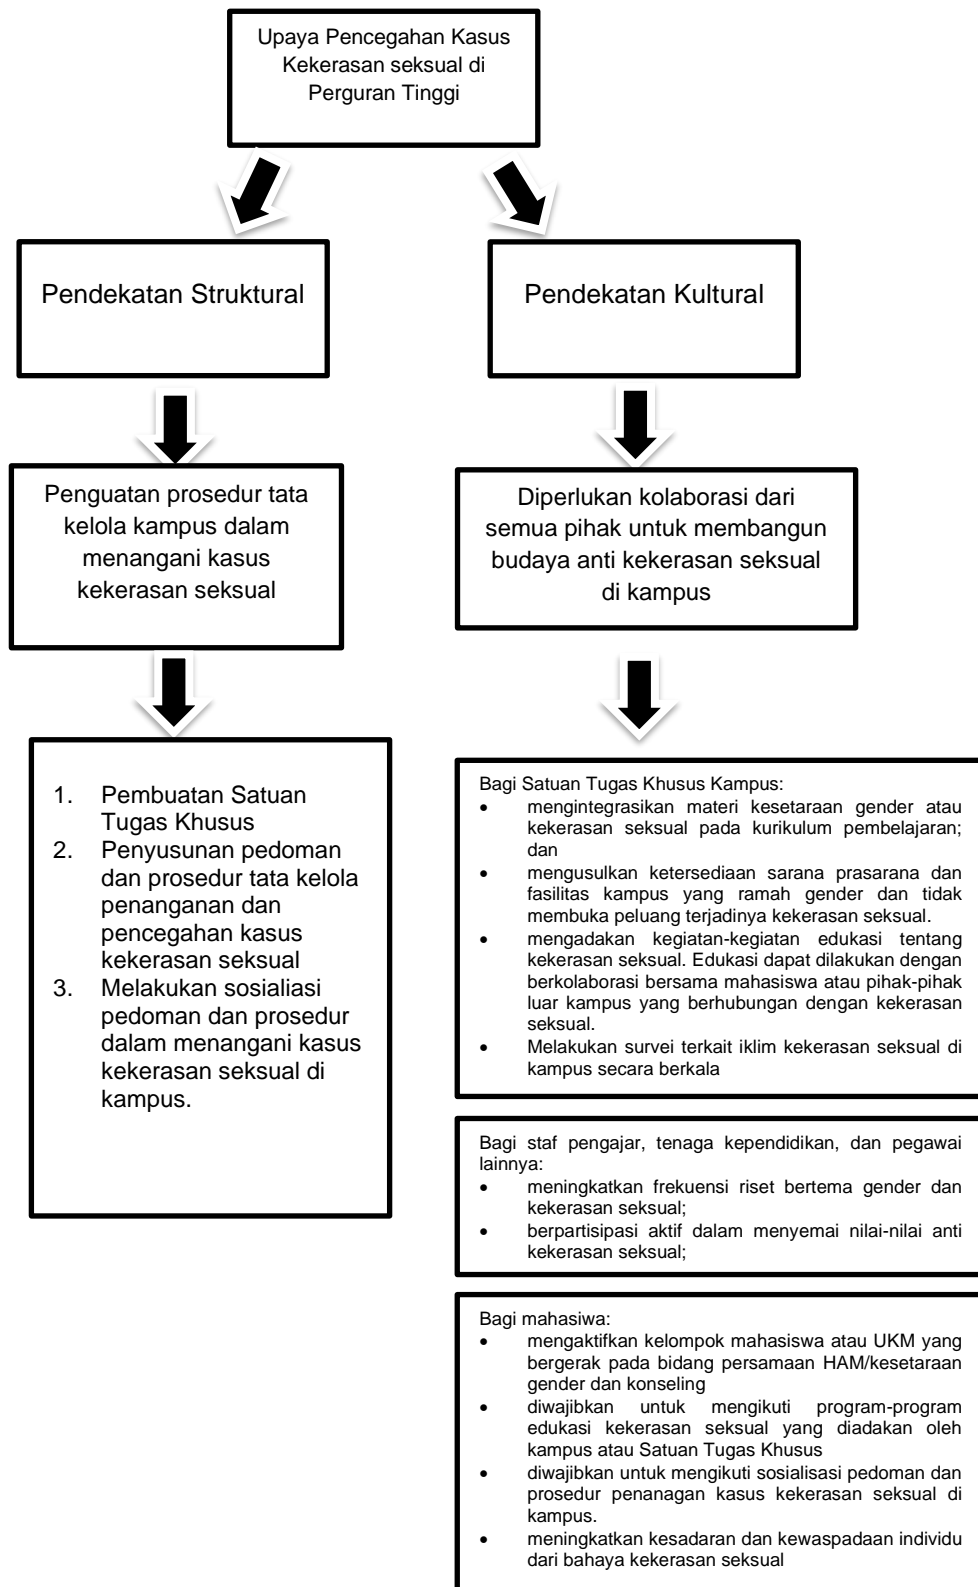 Upaya Pencegahan Kasus
Kekerasan seksual di
Perguran Tinggi
Pendekatan Struktural
Pendekatan Kultural
Penguatan prosedur tata
kelola kampus dalam
menangani kasus
kekerasan seksual
Diperlukan kolaborasi dari
semua pihak untuk membangun
budaya anti kekerasan seksual
di kampus
1. Pembuatan Satuan
Tugas Khusus
2. Penyusunan pedoman
dan prosedur tata kelola
penanganan dan
pencegahan kasus
kekerasan seksual
3. Melakukan sosialiasi
pedoman dan prosedur
dalam menangani kasus
kekerasan seksual di
kampus.
Bagi Satuan Tugas Khusus Kampus:
• mengintegrasikan materi kesetaraan gender atau
kekerasan seksual pada kurikulum pembelajaran;
dan
• mengusulkan ketersediaan sarana prasarana dan
fasilitas kampus yang ramah gender dan tidak
membuka peluang terjadinya kekerasan seksual.
• mengadakan kegiatan-kegiatan edukasi tentang
kekerasan seksual. Edukasi dapat dilakukan dengan
berkolaborasi bersama mahasiswa atau pihak-pihak
luar kampus yang berhubungan dengan kekerasan
seksual.
• Melakukan survei terkait iklim kekerasan seksual di
kampus secara berkala
Bagi staf pengajar, tenaga kependidikan, dan pegawai
lainnya:
• meningkatkan frekuensi riset bertema gender dan
kekerasan seksual;
• berpartisipasi aktif dalam menyemai nilai-nilai anti
kekerasan seksual;
Bagi mahasiwa:
• mengaktifkan kelompok mahasiswa atau UKM yang
bergerak pada bidang persamaan HAM/kesetaraan
gender dan konseling
• diwajibkan untuk mengikuti program-program
edukasi kekerasan seksual yang diadakan oleh
kampus atau Satuan Tugas Khusus
• diwajibkan untuk mengikuti sosialisasi pedoman dan
prosedur penanagan kasus kekerasan seksual di
kampus.
• meningkatkan kesadaran dan kewaspadaan individu
dari bahaya kekerasan seksual